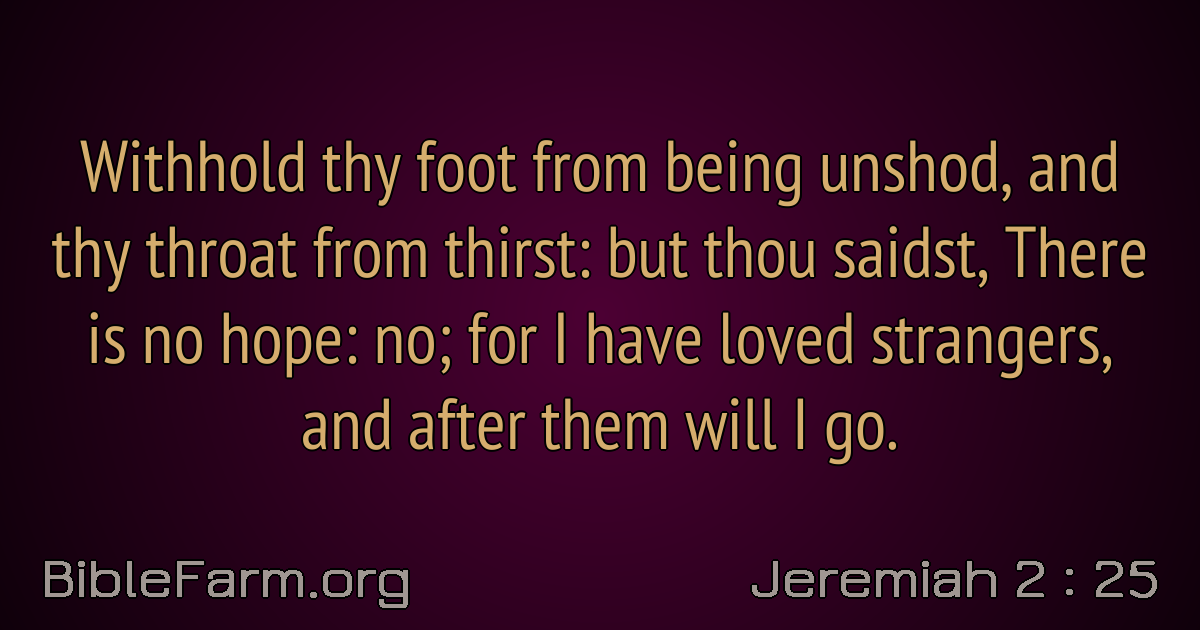 Withhold thy foot from being unshod, and
thy throat from thirst: but thou saidst, There
is no hope: no; for I have loved strangers,
and after them will I go.
BibleFarm.org
Jeremiah 2 : 25